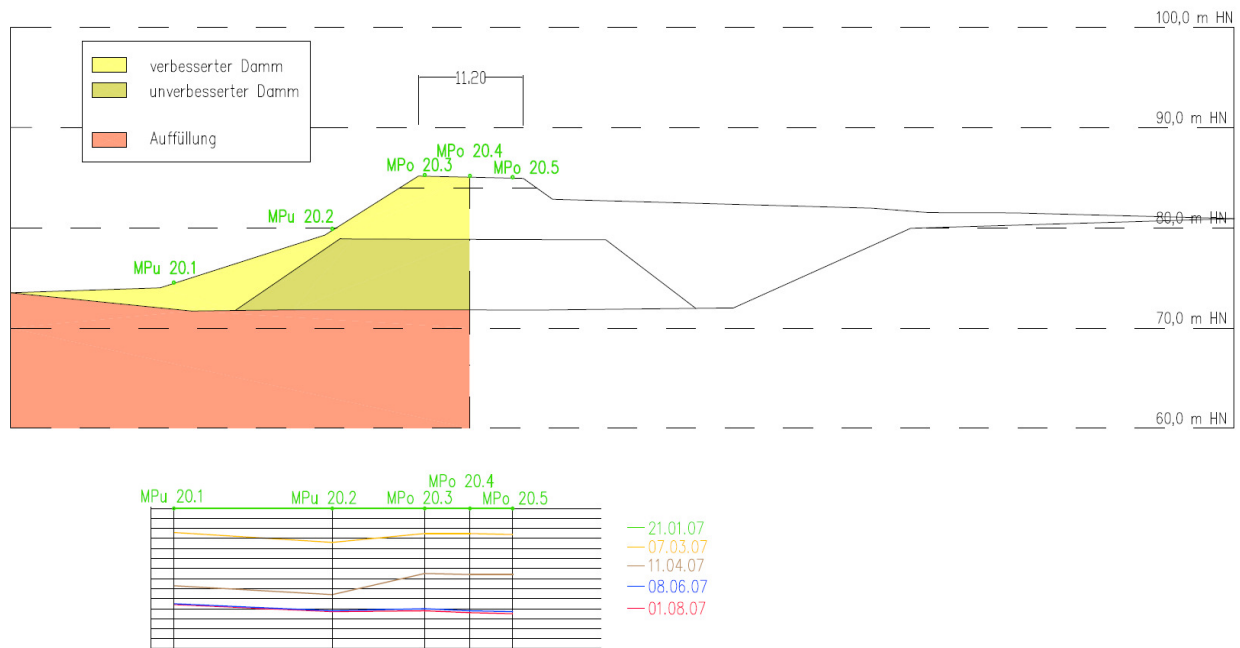 100,0 m HN
verbesserter Damm
unverbesserter Damm
Auffüllung
11.20
90,0 m HN
MPo 20.4
MPo 20.3
MPo 20.5
MPu 20.2
80,0 m HN
MPu 20.1
70,0 m HN
60,0 m HN
MPo 20.4
MPu 20.1 MPu 20.2 MPo 20.3 MPo 20.5
21.01.07
07.03.07
11.04.07
08.06.07
01.08.07